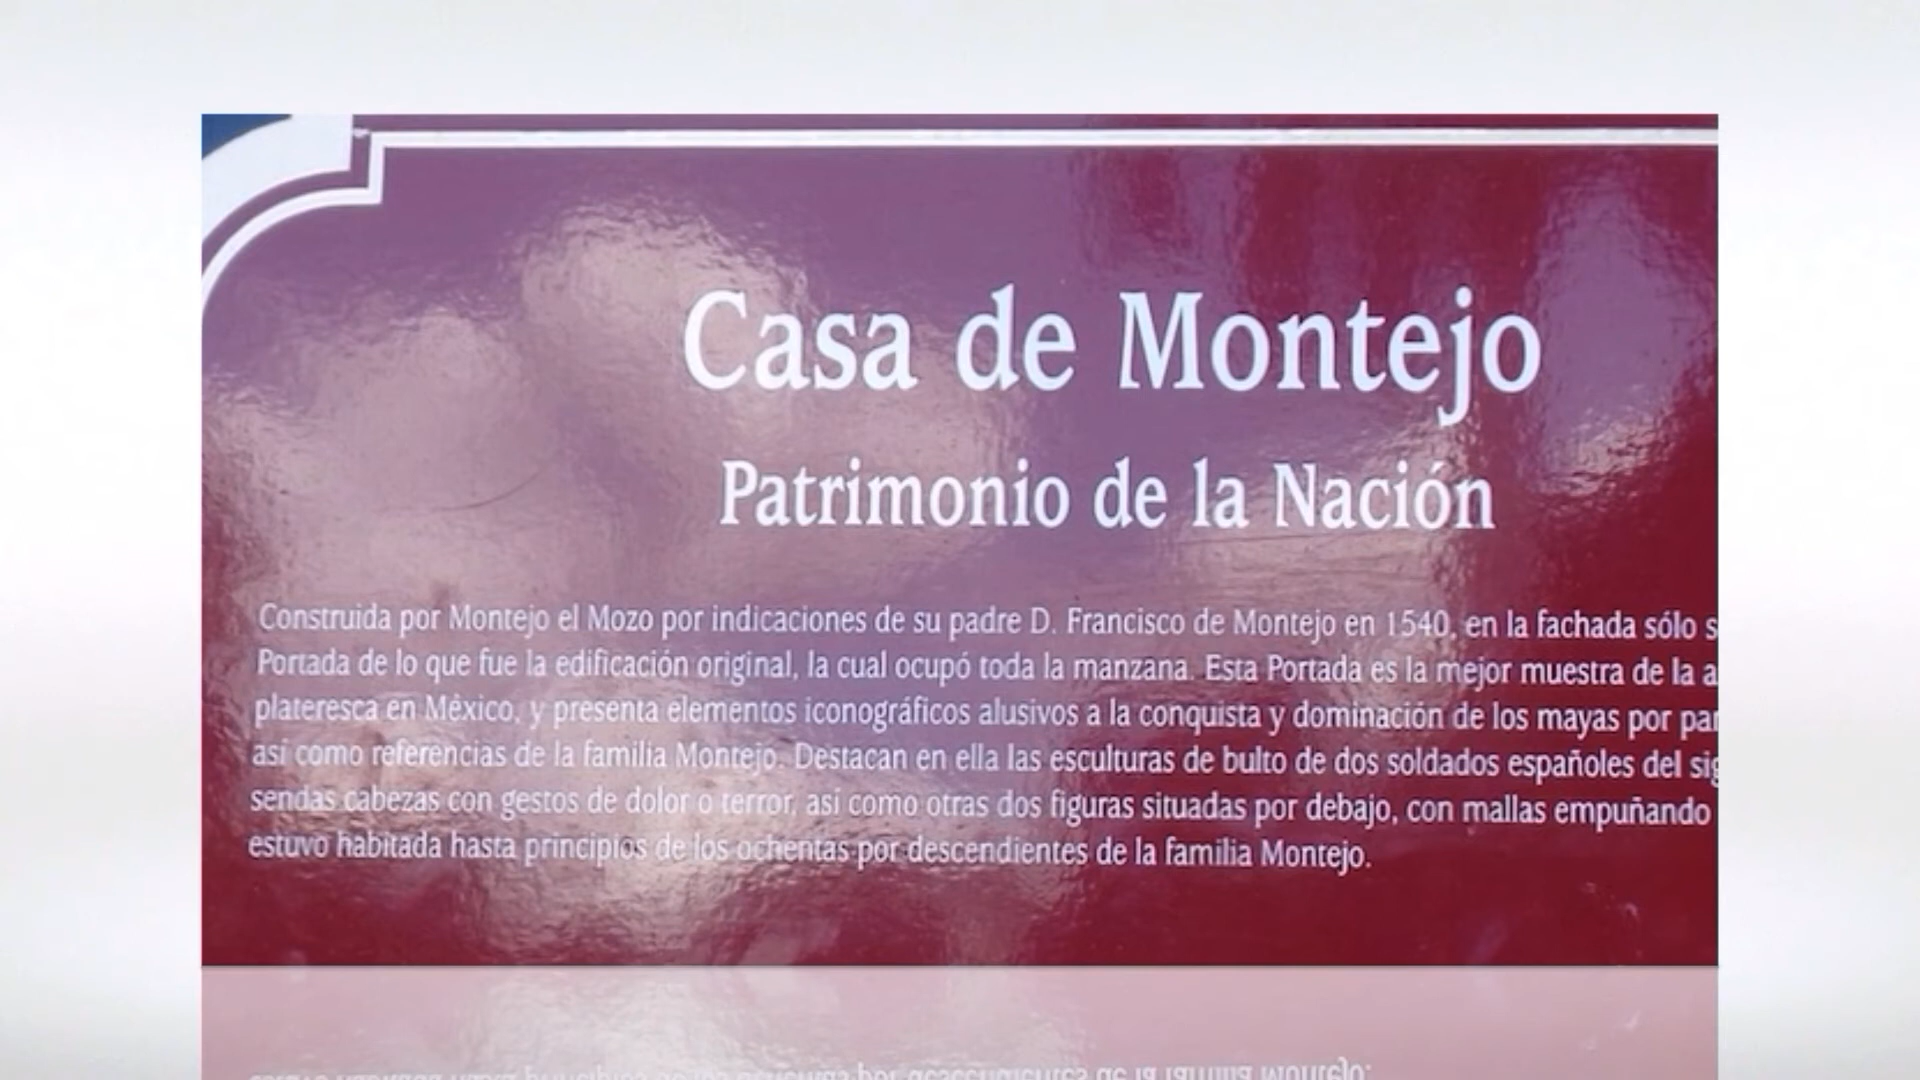 Casa de Montejo
Patrimonio de la Nación
Construida por Montejo el Mozo por indicaciones de su padre D. Francisco de Montejo en 1540, en la fachada sólo s
Portada de lo que fue la edificación original, la cual ocupó toda la manzana. Esta Portada es la mejor muestra de la a
plateresca en México, y presenta elementos iconográficos alusivos a la conquista y dominación de los mayas por par
así como referencias de la familia Montejo. Destacan en ella las esculturas de bulto de dos soldados españoles del sig
sendas cabezas con gestos de dolor o terror, así como otras dos figuras situadas por debajo, con mallas empuñando
estuvo habitada hasta principios de los ochentas por descendientes de la familia Montejo.